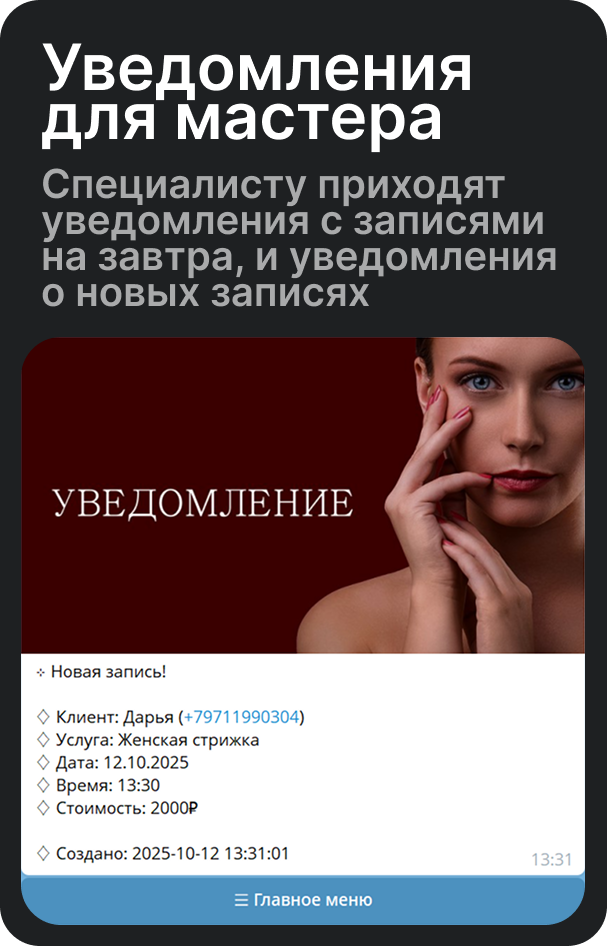 Уведомления
для мастера
Специалисту приходят
уведомления с записями
на завтра, и уведомления
о новых записях
УВЕДОМЛЕНИЕ
Новая запись!
Клиент: Дарья (+79711990304)
Услуга: Женская стрижка
Дата: 12.10.2025
Время: 13:30
Стоимость: 2000₽
Создано: 2025-10-12 13:31:01
13:31
Главное меню